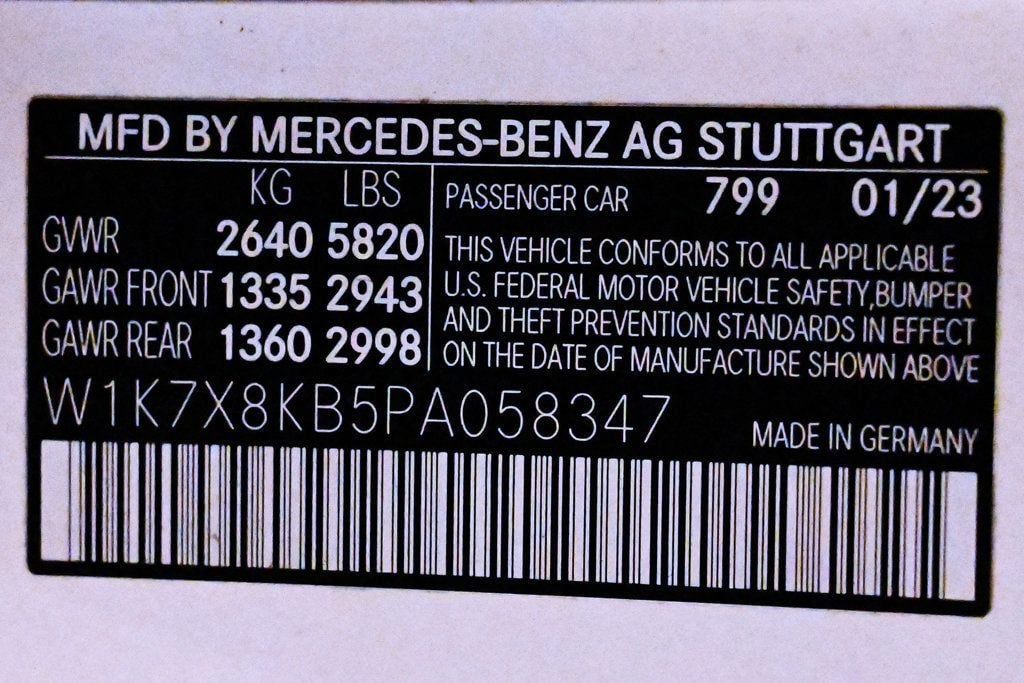 MFD BY MERCEDES-BENZ AG STUTTGART
KG LBS
GVWR 2640 5820
GAWR FRONT 1335 2943
GAWR REAR 1360 2998
PASSENGER CAR 799 01/23
THIS VEHICLE CONFORMS TO ALL APPLICABLE
U.S. FEDERAL MOTOR VEHICLE SAFETY,BUMPER
AND THEFT PREVENTION STANDARDS IN EFFECT
ON THE DATE OF MANUFACTURE SHOWN ABOVE
W1K7X8KB5PA058347
MADE IN GERMANY